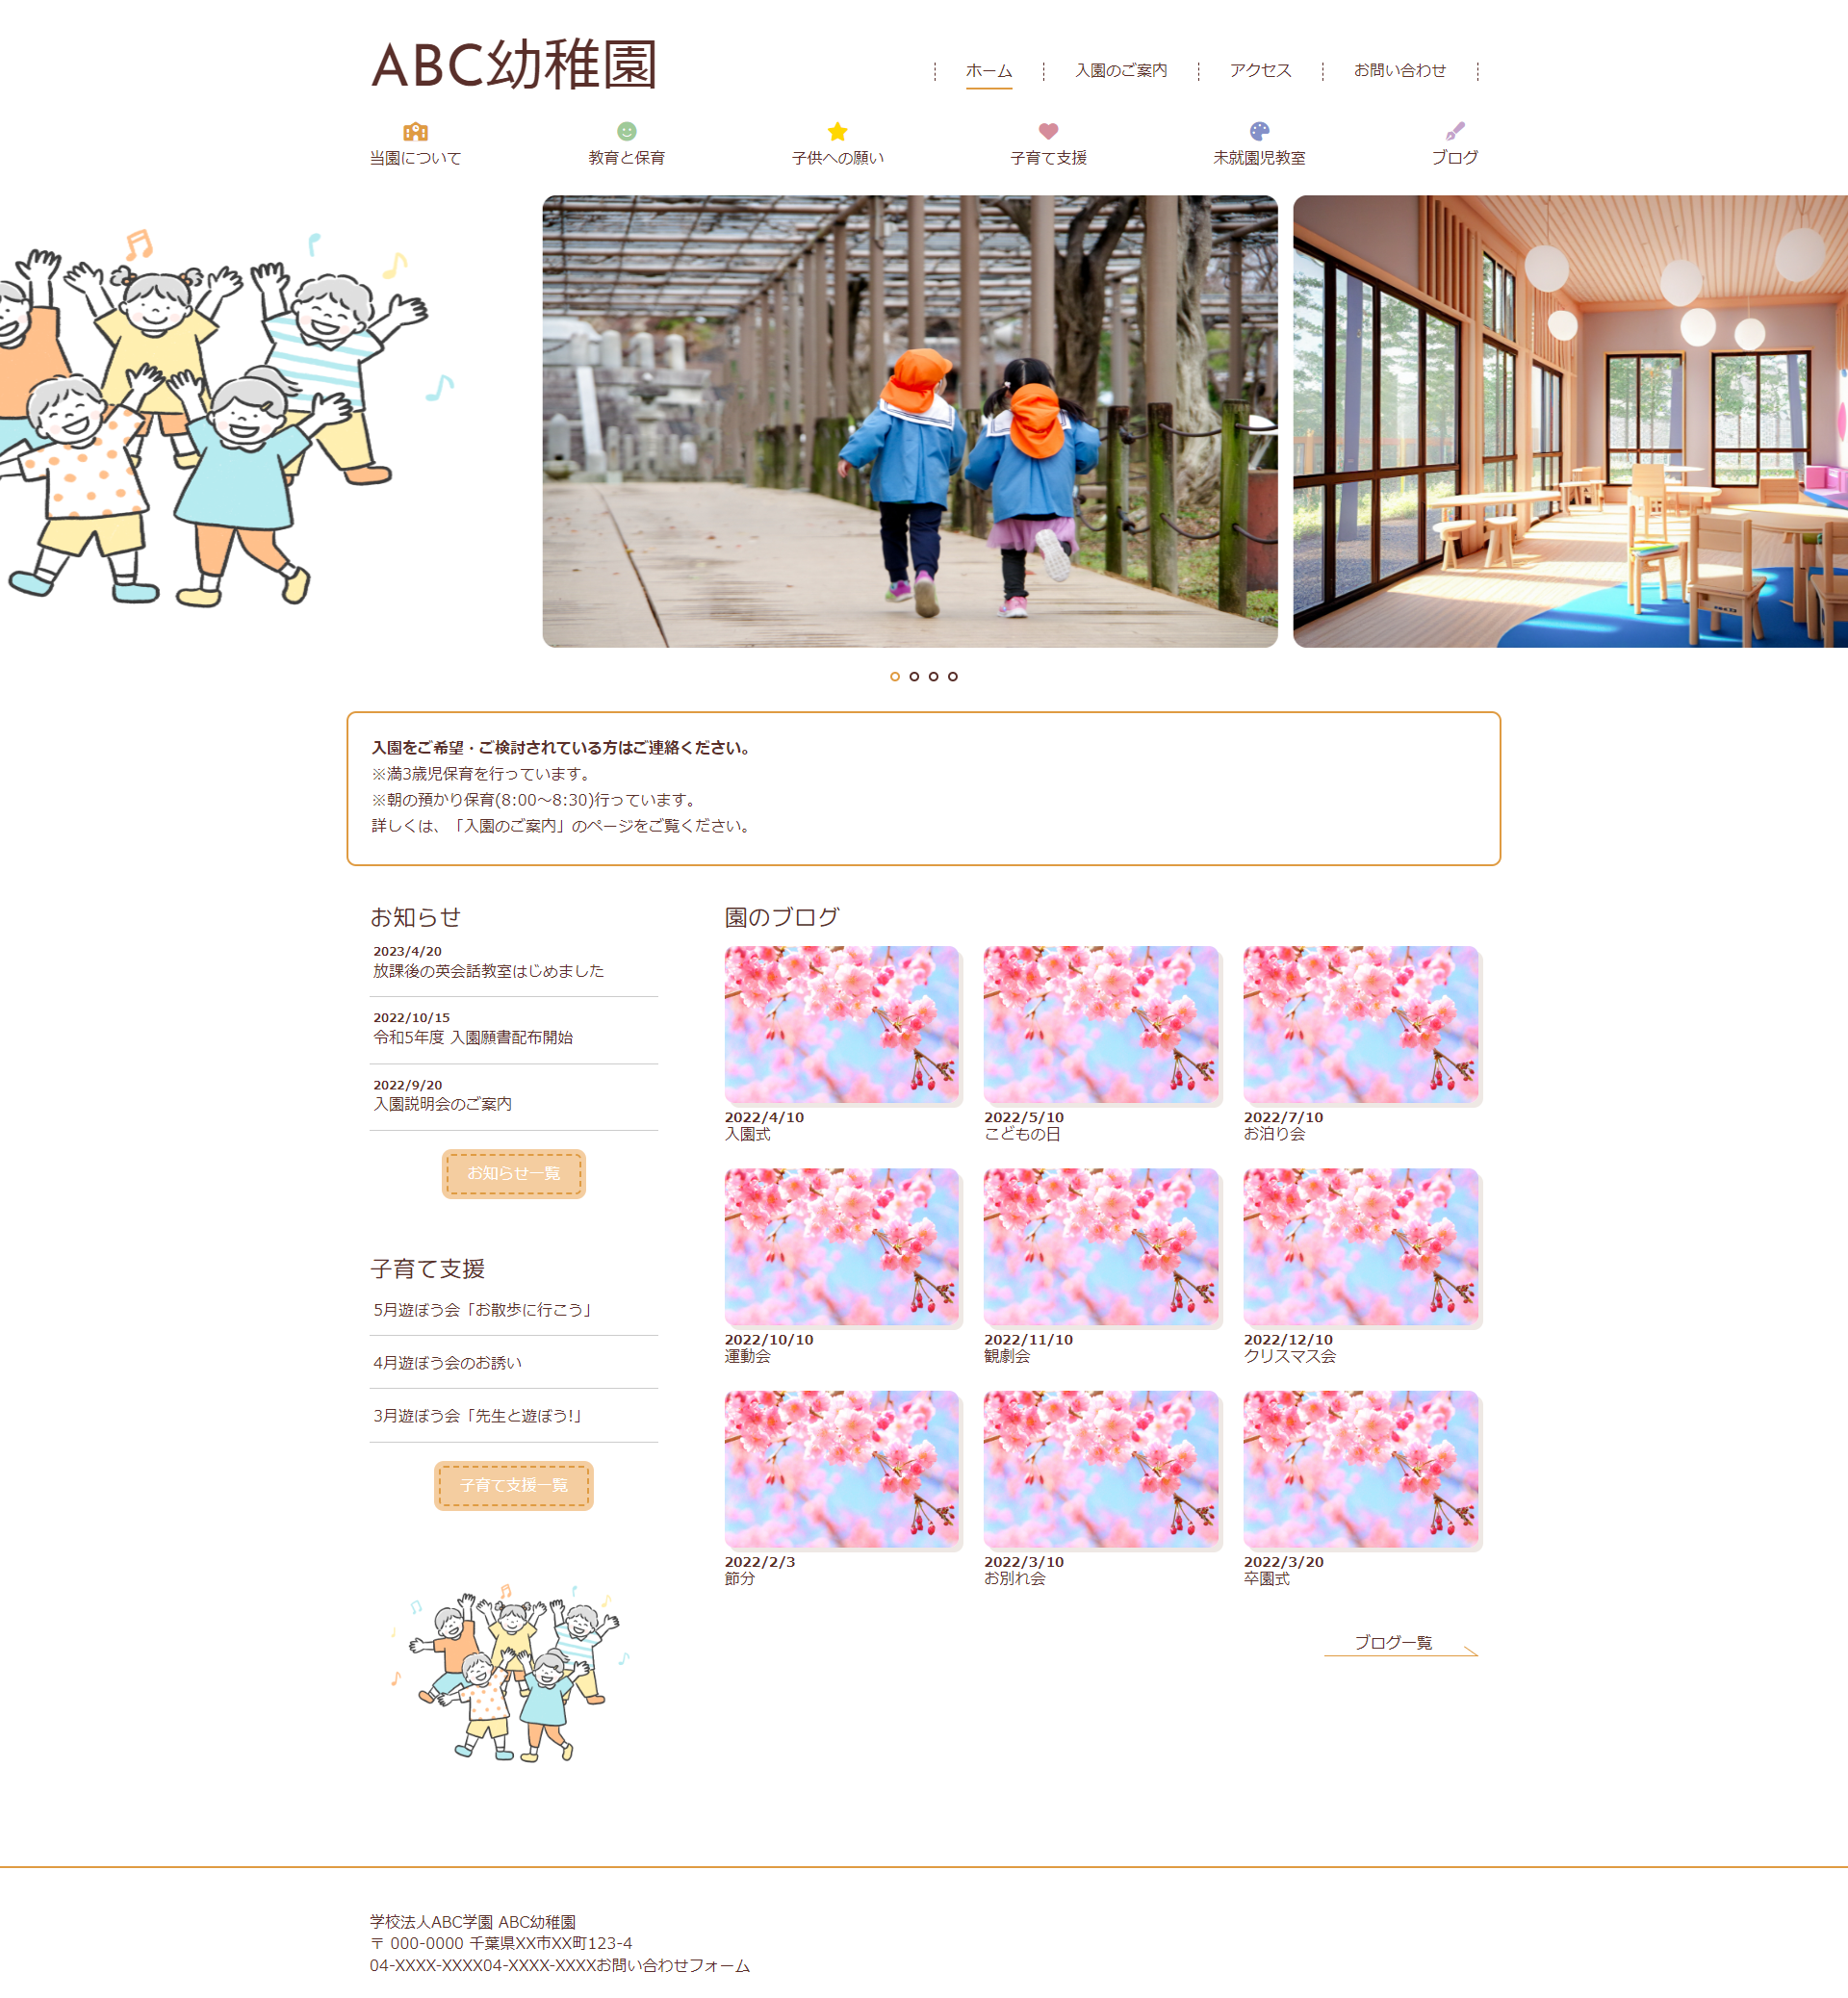 ABC幼稚園
ホーム
入園のご案内
アクセス
お問い合わせ
当園について
教育と保育
子供への願い
子育て支援
未就園児教室
ブログ
入園をご希望・ご検討されている方はご連絡ください。
※満3歳児保育を行っています。
※朝の預かり保育(8:00〜8:30)行っています。
詳しくは、「入園のご案内」のページをご覧ください。
お知らせ
2023/4/20
放課後の英会話教室はじめました
2022/10/15
令和5年度 入園願書配布開始
2022/9/20
入園説明会のご案内
お知らせ一覧
子育て支援
5月遊ぼう会「お散歩に行こう」
4月遊ぼう会のお誘い
3月遊ぼう会「先生と遊ぼう!」
子育て支援一覧
園のブログ
2022/4/10
入園式
2022/5/10
こどもの日
2022/7/10
お泊り会
2022/10/10
運動会
2022/11/10
観劇会
2022/12/10
クリスマス会
2022/2/3
節分
2022/3/10
お別れ会
2022/3/20
卒園式
ブログ一覧
学校法人ABC学園 ABC幼稚園
〒 000-0000 千葉県XX市XX町123-4
04-XXXX-XXXX04-XXXX-XXXXお問い合わせフォーム